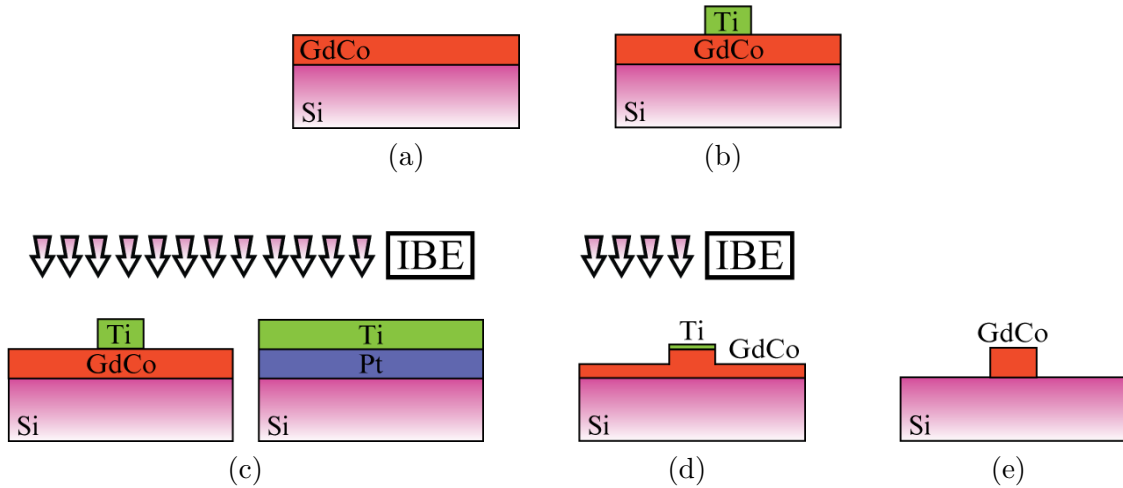 GdCo
Si
(a)
Ti
GdCo
Si
(b)
IBE
Ti
GdCo
Si
Ti
Pt
Si
(c)
IBE
Ti
GdCo
Si
(d)
GdCo
Si
(e)